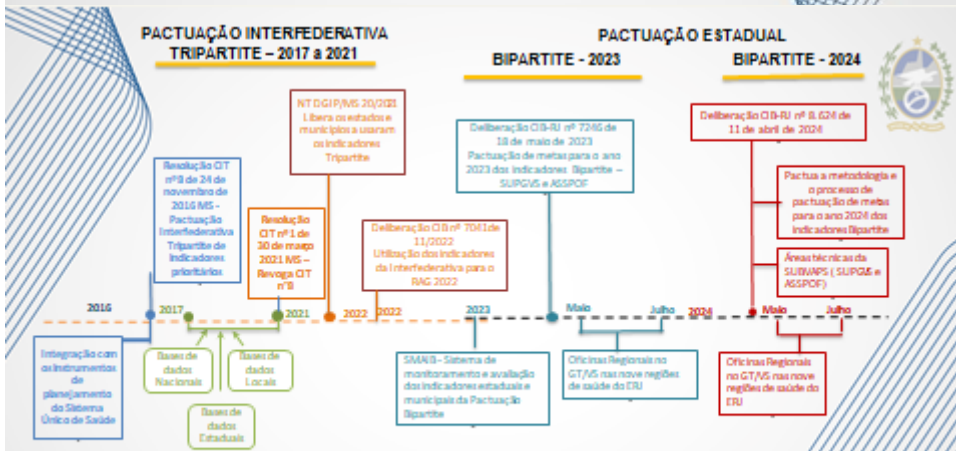 PACTUAÇÃO INTERFEDERATIVA
TRIPARTITE – 2017 a 2021
PACTUAÇÃO ESTADUAL
BIPARTITE - 2023
BIPARTITE - 2024
NT DGIP/MS 20/2021
Libera os estados e
municípios a usaram
os indicadores
Tripartite
Deliberação CIB-RJ nº 7246 de
18 de maio de 2023
Pactuação de metas para o ano
2023 dos indicadores Bipartite –
SUPGVS e ASSPOF
Deliberação CIB-RJ nº 8.624 de
11 de abril de 2024
Resolução CIT
nº8 de 24 de
novembro de
2016 MS -
Pactuação
Interfederativa
Tripartite de
Indicadores
prioritários
Resolução
CIT nº1 de
30 de março
2021 MS –
Revoga CIT
n°8
Deliberação CIB nº 7041 de
11/2022
Utilização dos indicadores
da Interfederativa para o
RAG 2022
Pactua a metodologia e
o processo de
pactuação de metas
para o ano 2024 dos
indicadores Bipartite
Áreas técnicas da
SUBVAPS ( SUPGVS e
ASSPOF)
2016
2017
2021
2022
2022
2023
Maio
Julho
2024
Maio
Julho
Integração com
os Instrumentos
de
planejamento
do Sistema
Único de Saúde
Bases de
dados
Nacionais
Bases de
dados
Locais
Bases de
dados
Estaduais
SMAIB - Sistema de
monitoramento e avaliação
dos indicadores estaduais e
municipais da Pactuação
Bipartite
Oficinas Regionais no
GT/VS nas nove regiões
de saúde do ERJ
Oficinas Regionais
no GT/VS nas nove
regiões de saúde do
ERJ